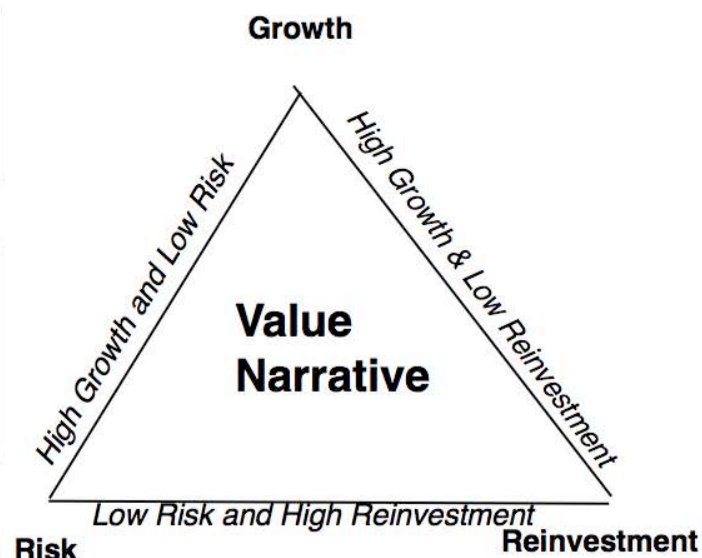 Growth
High Growth and Low Risk
High Growth & Low Reinvestment
Value
Narrative
Low Risk and High Reinvestment
Risk
Reinvestment